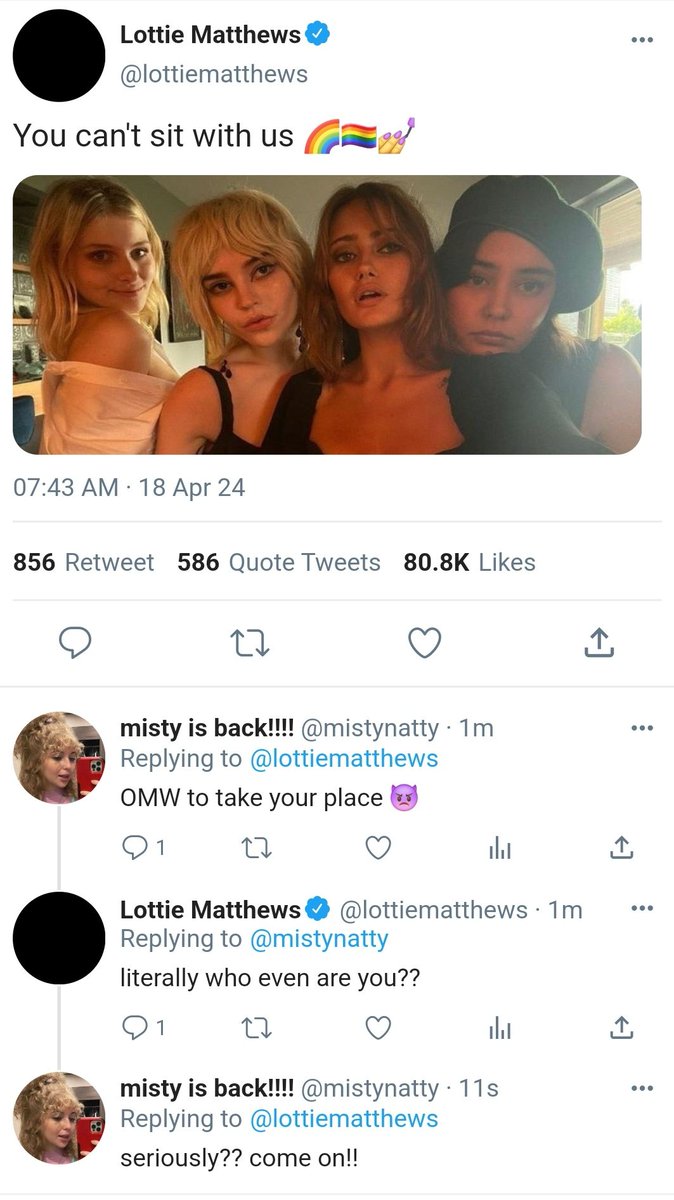 Lottie Matthews
@lottiematthews
You can't sit with us 🌈🏳️‍🌈💅
07:43 AM · 18 Apr 24
856 Retweet 586 Quote Tweets 80.8K Likes
misty is back!!!! @mistynatty · 1m
Replying to @lottiematthews
OMW to take your place 👿
1
Lottie Matthews @lottiematthews · 1m
Replying to @mistynatty
literally who even are you??
1
misty is back!!!! @mistynatty · 11s
Replying to @lottiematthews
seriously?? come on!!